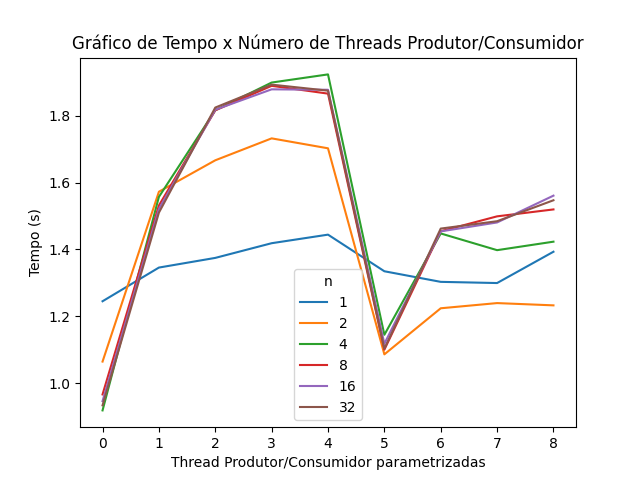 Gráfico de Tempo x Número de Threads Produtor/Consumidor
Tempo (s)
1.8
1.6
1.4
1.2
1.0
n
1
2
4
8
16
32
0 1 2 3 4 5 6 7 8
Thread Produtor/Consumidor parametrizadas